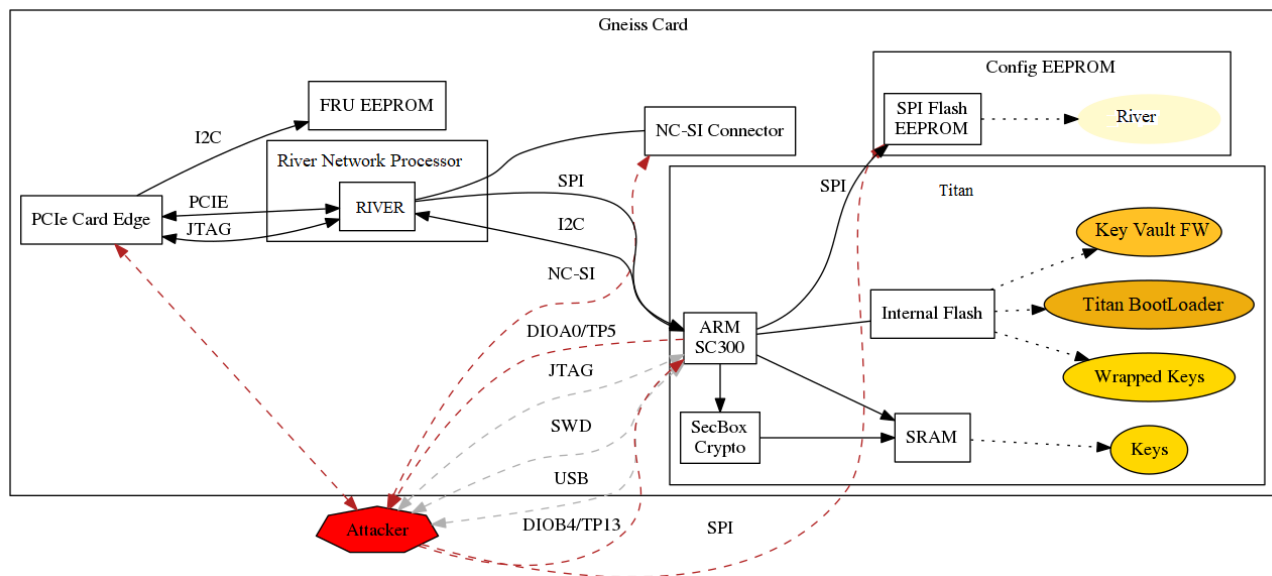 Gneiss Card
Config EEPROM
FRU EEPROM
SPI Flash
EEPROM
River
NC-SI Connector
I2C
River Network Processor
SPI
SPI
Titan
PCIe Card Edge
PCIE
RIVER
JTAG
I2C
Key Vault FW
NC-SI
Internal Flash
Titan BootLoader
DIOA0/TP5
ARM
SC300
JTAG
Wrapped Keys
SWD
SecBox
Crypto
SRAM
Keys
USB
Attacker
DIOB4/TP13
SPI